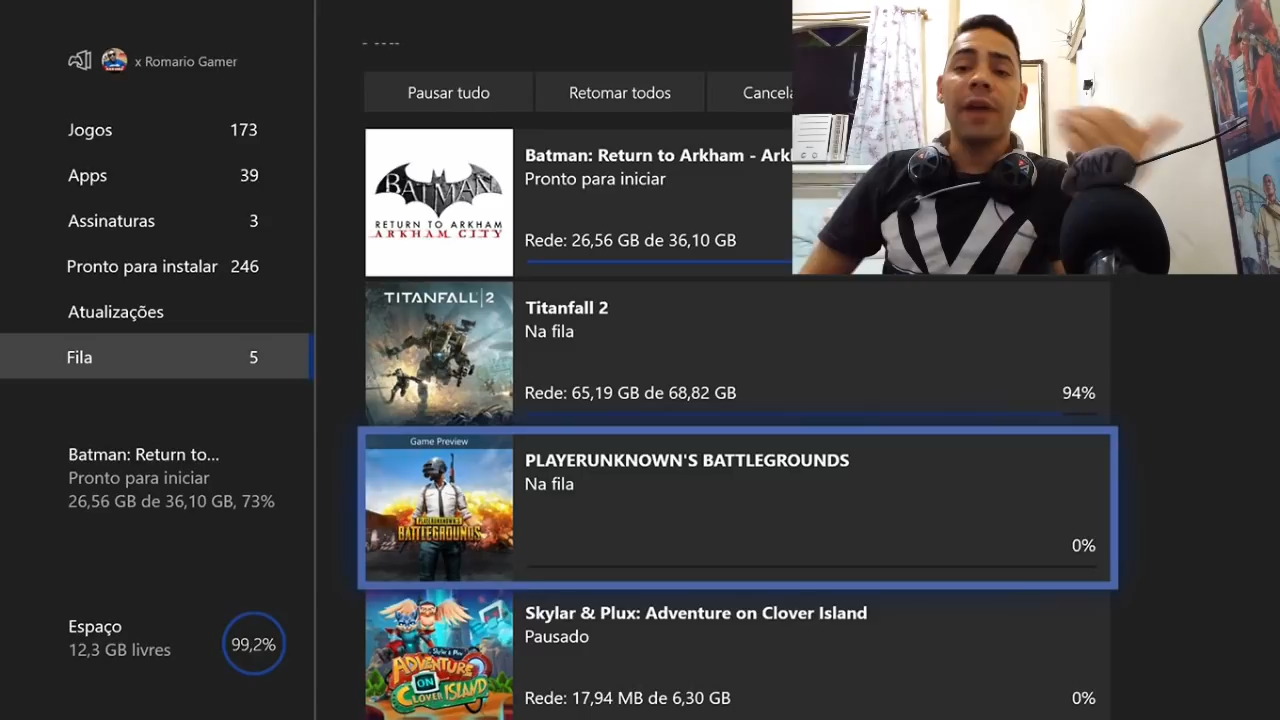 x Romario Gamer
Jogos 173
Apps 39
Assinaturas 3
Pronto para instalar 246
Atualizações
Fila 5
Batman: Return to...
Pronto para iniciar
26,56 GB de 36,10 GB, 73%
Espaço
12,3 GB livres
99,2%
Pausar tudo
Retomar todos
Cancela
BATMAN
RETURN TO ARKHAM
ARKHAM CITY
Batman: Return to Arkham - Ark
Pronto para iniciar
Rede: 26,56 GB de 36,10 GB
TITANFALL 2
Titanfall 2
Na fila
Rede: 65,19 GB de 68,82 GB
94%
Game Preview
PLAYERUNKNOWN'S
BATTLEGROUNDS
PLAYERUNKNOWN'S BATTLEGROUNDS
Na fila
0%
Skylar & Plux
ADVENTURE
ON
CLOVER ISLAND
Skylar & Plux: Adventure on Clover Island
Pausado
Rede: 17,94 MB de 6,30 GB
0%